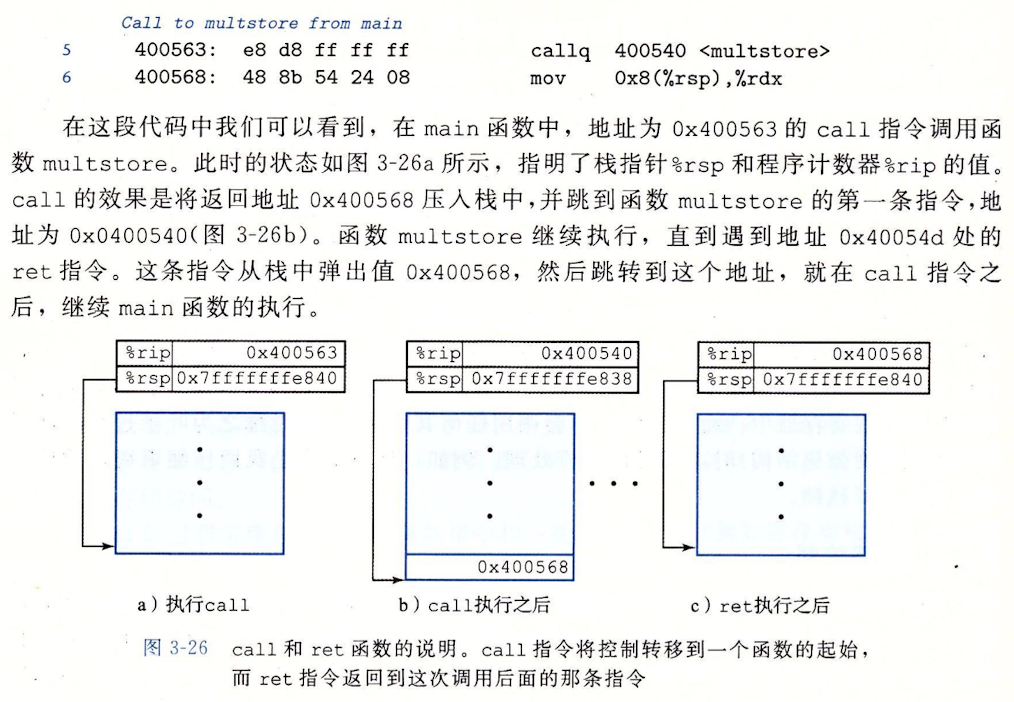 Call to multstore from main
5 400563: e8 d8 ff ff ff callq 400540 <multstore>
6 400568: 48 8b 54 24 08 mov 0x8(%rsp),%rdx
在这段代码中我们可以看到，在 main 函数中，地址为 0x400563 的 call 指令调用函
数 multstore。此时的状态如图 3-26a 所示，指明了栈指针%rsp 和程序计数器%rip 的值。
call 的效果是将返回地址 0x400568 压入栈中，并跳到函数 multstore 的第一条指令，地
址为 0x0400540(图 3-26b)。函数 multstore 继续执行，直到遇到地址 0x40054d 处的
ret 指令。这条指令从栈中弹出值 0x400568，然后跳转到这个地址，就在 call 指令之
后，继续 main 函数的执行。
%rip 0x400563
%rsp 0x7fffffffe840
a）执行call
%rip 0x400540
%rsp 0x7fffffffe838
0x400568
b）call执行之后
%rip 0x400568
%rsp 0x7fffffffe840
c）ret执行之后
图 3-26 call 和 ret 函数的说明。call 指令将控制转移到一个函数的起始，
而 ret 指令返回到这次调用后面的那条指令